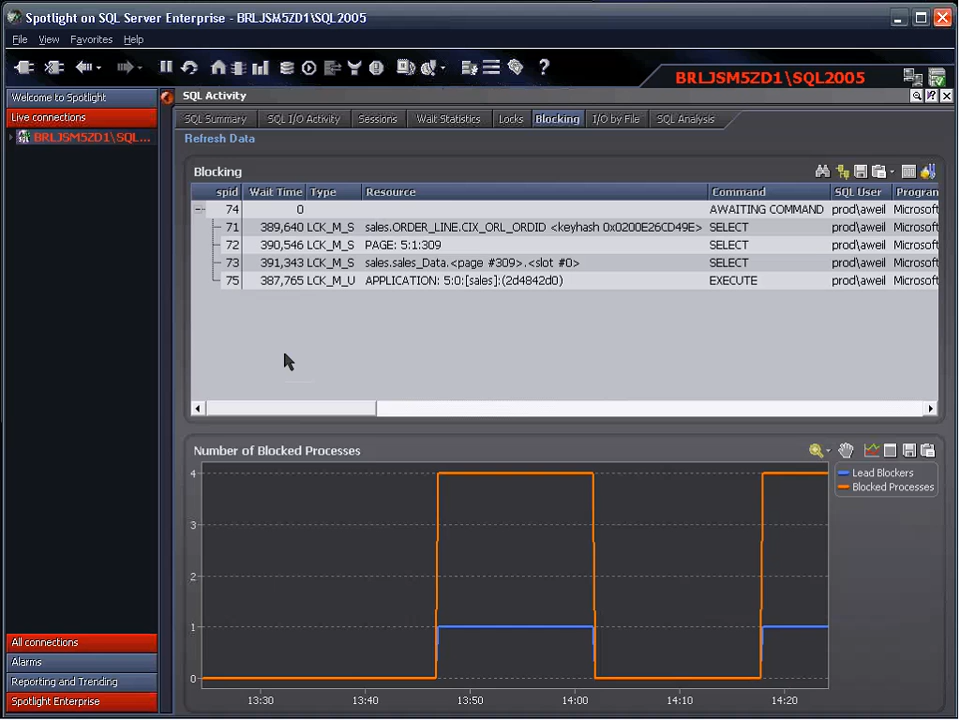 Spotlight on SQL Server Enterprise - BRLJSM5ZD1\SQL2005
File View Favorites Help
BRLJSM5ZD1\SQL2005
Welcome to Spotlight
Live connections
BRLJSM5ZD1\SQL...
SQL Activity
SQL Summary SQL I/O Activity Sessions Wait Statistics Locks Blocking I/O by File SQL Analysis
Refresh Data
Blocking
spid Wait Time Type Resource Command SQL User Program
74 0 AWAITING COMMAND prod\aweil Microsoft
71 389,640 LCK_M_S sales.ORDER_LINE.CIX_ORL_ORDID <keyhash 0x0200E26CD49E> SELECT prod\aweil Microsoft
72 390,546 LCK_M_S PAGE: 5:1:309 SELECT prod\aweil Microsoft
73 391,343 LCK_M_S sales.sales_Data.<page #309>.<slot #0> SELECT prod\aweil Microsoft
75 387,765 LCK_M_U APPLICATION: 5:0:[sales]:(2d4842d0) EXECUTE prod\aweil Microsoft
Number of Blocked Processes
Lead Blockers
Blocked Processes
4
3
2
1
0
13:30 13:40 13:50 14:00 14:10 14:20
All connections
Alarms
Reporting and Trending
Spotlight Enterprise